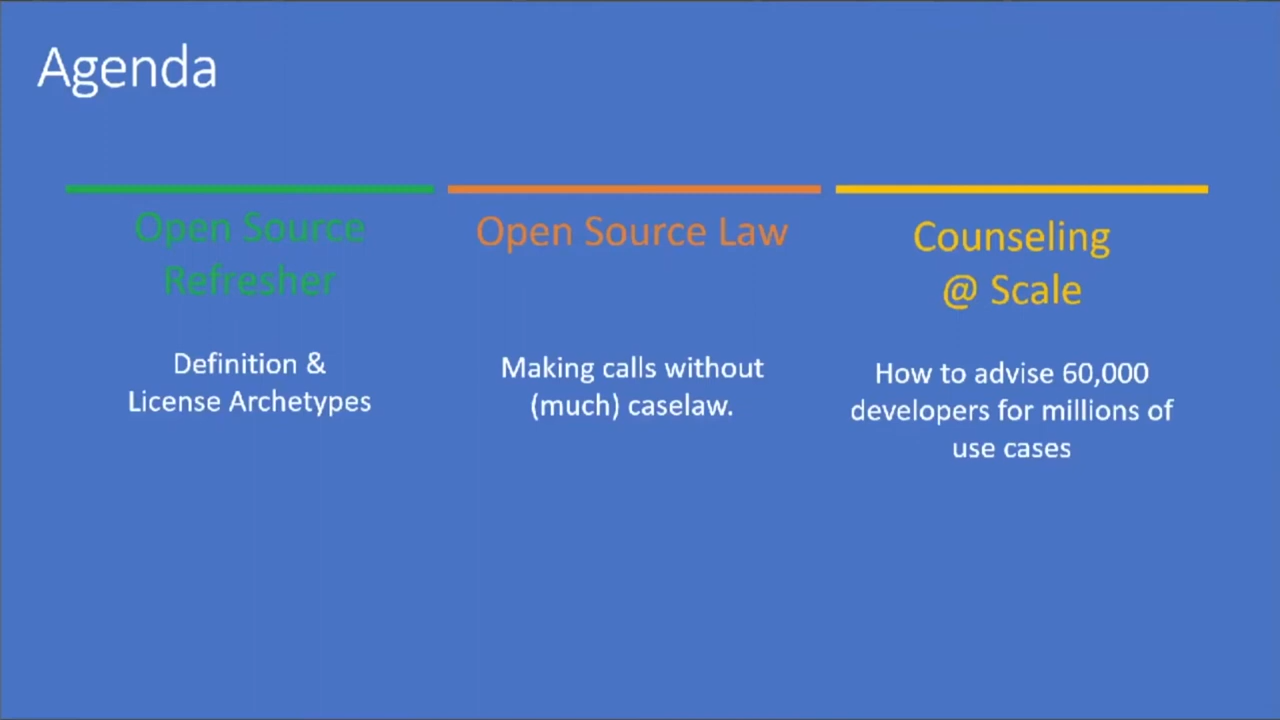 Agenda
Open Source
Refresher
Definition &
License Archetypes
Open Source Law
Making calls without
(much) caselaw.
Counseling
@ Scale
How to advise 60,000
developers for millions of
use cases